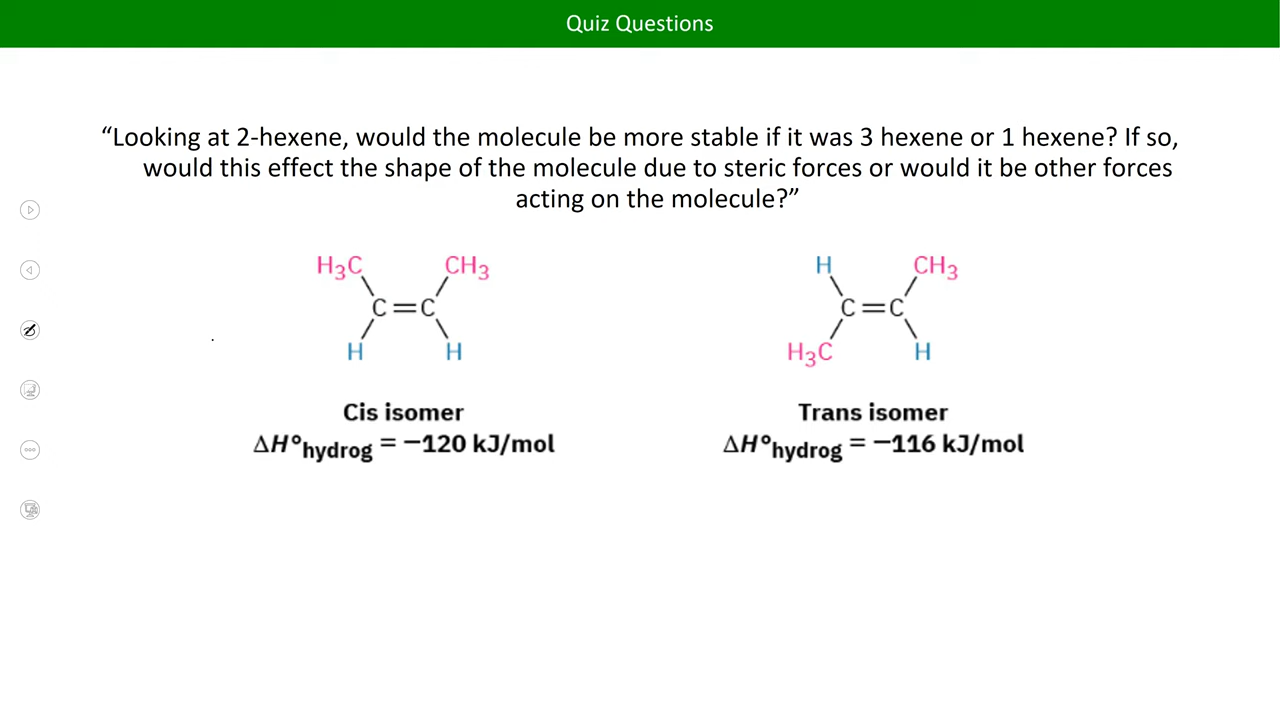 Quiz Questions
“Looking at 2-hexene, would the molecule be more stable if it was 3 hexene or 1 hexene? If so,
would this effect the shape of the molecule due to steric forces or would it be other forces
acting on the molecule?”
H₃C CH₃
C=C
H H
Cis isomer
ΔH°hydrog = −120 kJ/mol
H CH₃
C=C
H₃C H
Trans isomer
ΔH°hydrog = −116 kJ/mol